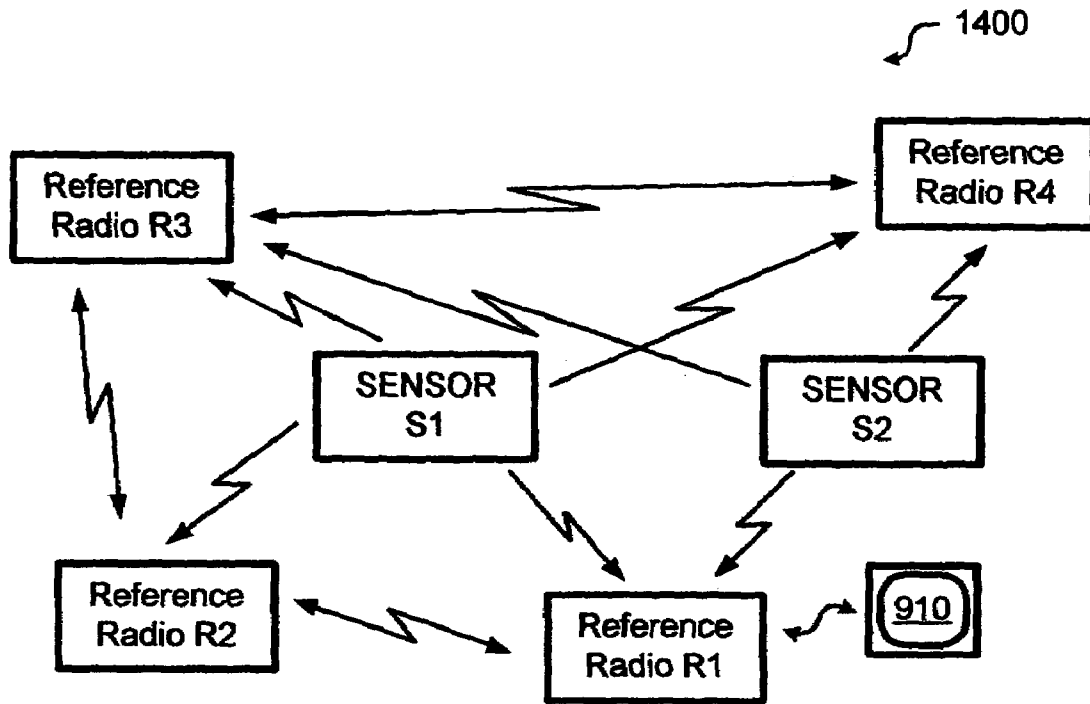 1400
Reference
Radio R3
Reference
Radio R4
SENSOR
S1
SENSOR
S2
Reference
Radio R2
Reference
Radio R1
910